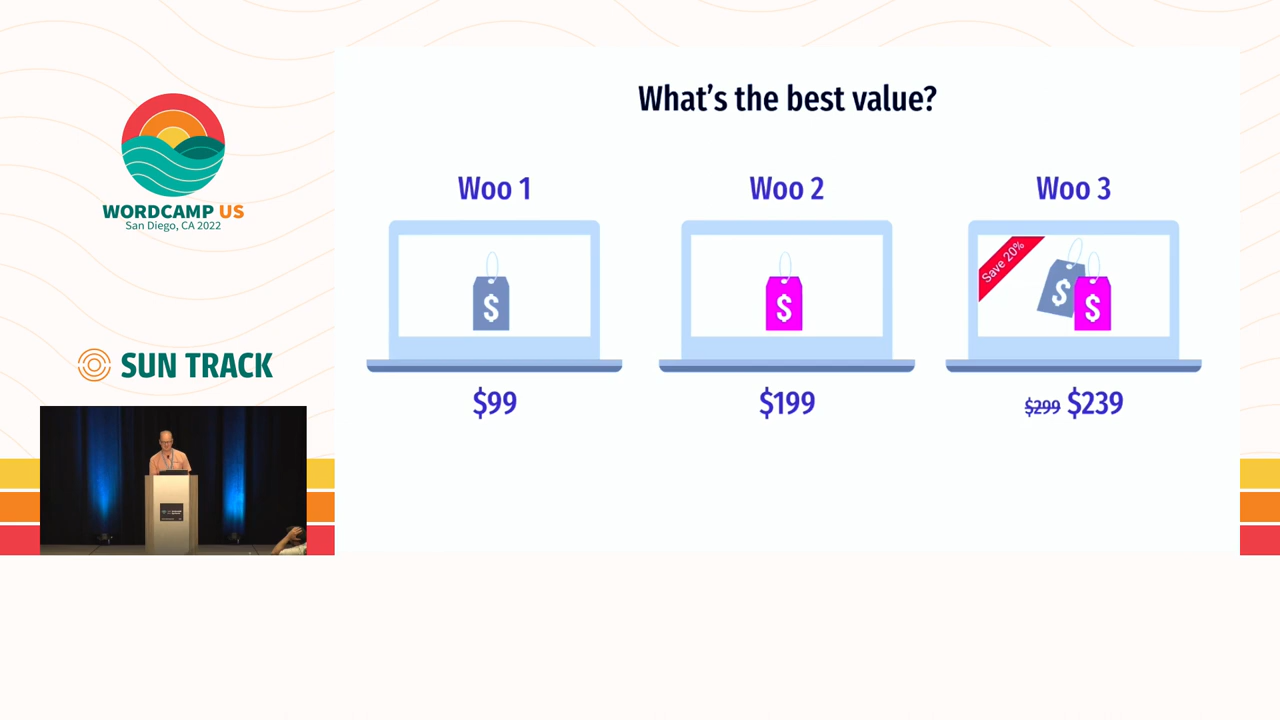 WORDCAMP US
San Diego, CA 2022
SUN TRACK
What's the best value?
Woo 1
Woo 2
Woo 3
$
$
Save 20%
$
$
$99
$199
$299 $239